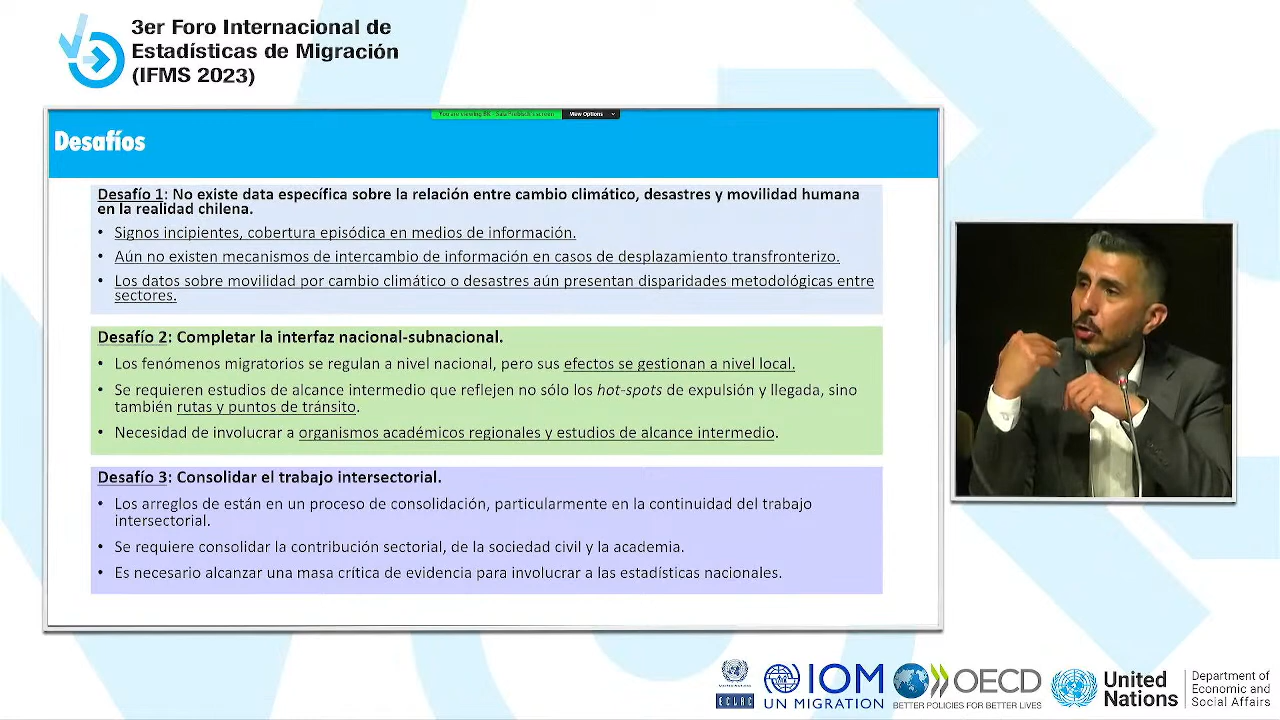 3er Foro Internacional de
Estadísticas de Migración
(IFMS 2023)
View Options
Desafíos
Desafío 1: No existe data específica sobre la relación entre cambio climático, desastres y movilidad humana
en la realidad chilena.
• Signos incipientes, cobertura episódica en medios de información.
• Aún no existen mecanismos de intercambio de información en casos de desplazamiento transfronterizo.
• Los datos sobre movilidad por cambio climático o desastres aún presentan disparidades metodológicas entre
sectores.
Desafío 2: Completar la interfaz nacional-subnacional.
• Los fenómenos migratorios se regulan a nivel nacional, pero sus efectos se gestionan a nivel local.
• Se requieren estudios de alcance intermedio que reflejen no sólo los hot-spots de expulsión y llegada, sino
también rutas y puntos de tránsito.
• Necesidad de involucrar a organismos académicos regionales y estudios de alcance intermedio.
Desafío 3: Consolidar el trabajo intersectorial.
• Los arreglos de están en un proceso de consolidación, particularmente en la continuidad del trabajo
intersectorial.
• Se requiere consolidar la contribución sectorial, de la sociedad civil y la academia.
• Es necesario alcanzar una masa crítica de evidencia para involucrar a las estadísticas nacionales.
ECLAC
IOM
UN MIGRATION
OECD
BETTER POLICIES FOR BETTER LIVES
United
Nations
Department of
Economic and
Social Affairs